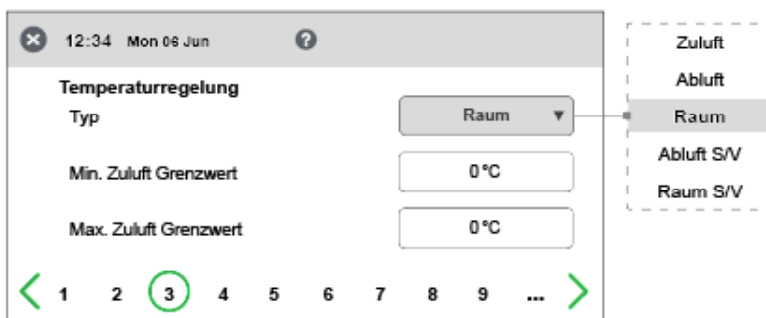 12:34 Mon 06 Jun ?
Temperaturregelung
Typ Raum ▼
Min. Zuluft Grenzwert 0°C
Max. Zuluft Grenzwert 0°C
1 2 3 4 5 6 7 8 9 ...
Zuluft
Abluft
Raum
Abluft S/V
Raum S/V